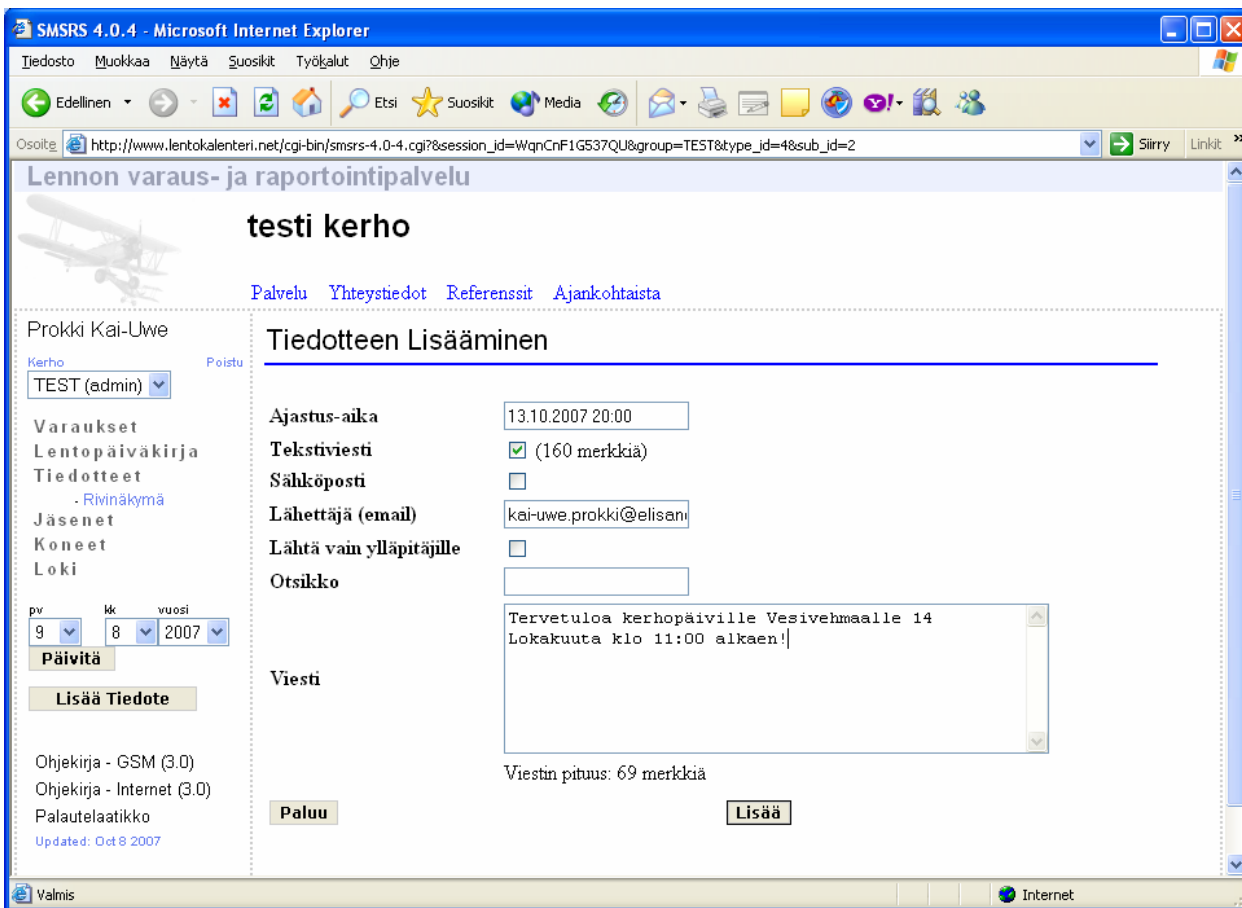 SMSRS 4.0.4 - Microsoft Internet Explorer
Tiedosto Muokkaa Näytä Suosikit Työkalut Ohje
Edellinen Etsi Suosikit Media
Osoite http://www.lentokalenteri.net/cgi-bin/smsrs-4.0-4.cgi?&session_id=WqnCnF1G537QU&group=TEST&type_id=4&sub_id=2 Siirry Linkit »
Lennon varaus- ja raportointipalvelu
testi kerho
Palvelu Yhteystiedot Referenssit Ajankohtaista
Prokki Kai-Uwe
Kerho Poistu
TEST (admin)
Varaukset
Lentopäiväkirja
Tiedotteet
- Rivinäkymä
Jäsenet
Koneet
Loki
pv kk vuosi
9 8 2007
Päivitä
Lisää Tiedote
Ohjekirja - GSM (3.0)
Ohjekirja - Internet (3.0)
Palautelaatikko
Updated: Oct 8 2007
Tiedotteen Lisääminen
Ajastus-aika 13.10.2007 20:00
Tekstiviesti (160 merkkiä)
Sähköposti
Lähettäjä (email) kai-uwe.prokki@elisan
Lähtä vain ylläpitäjille
Otsikko
Viesti
Tervetuloa kerhopäiville Vesivehmaalle 14
Lokakuuta klo 11:00 alkaen!
Viestin pituus: 69 merkkiä
Paluu Lisää
Valmis Internet